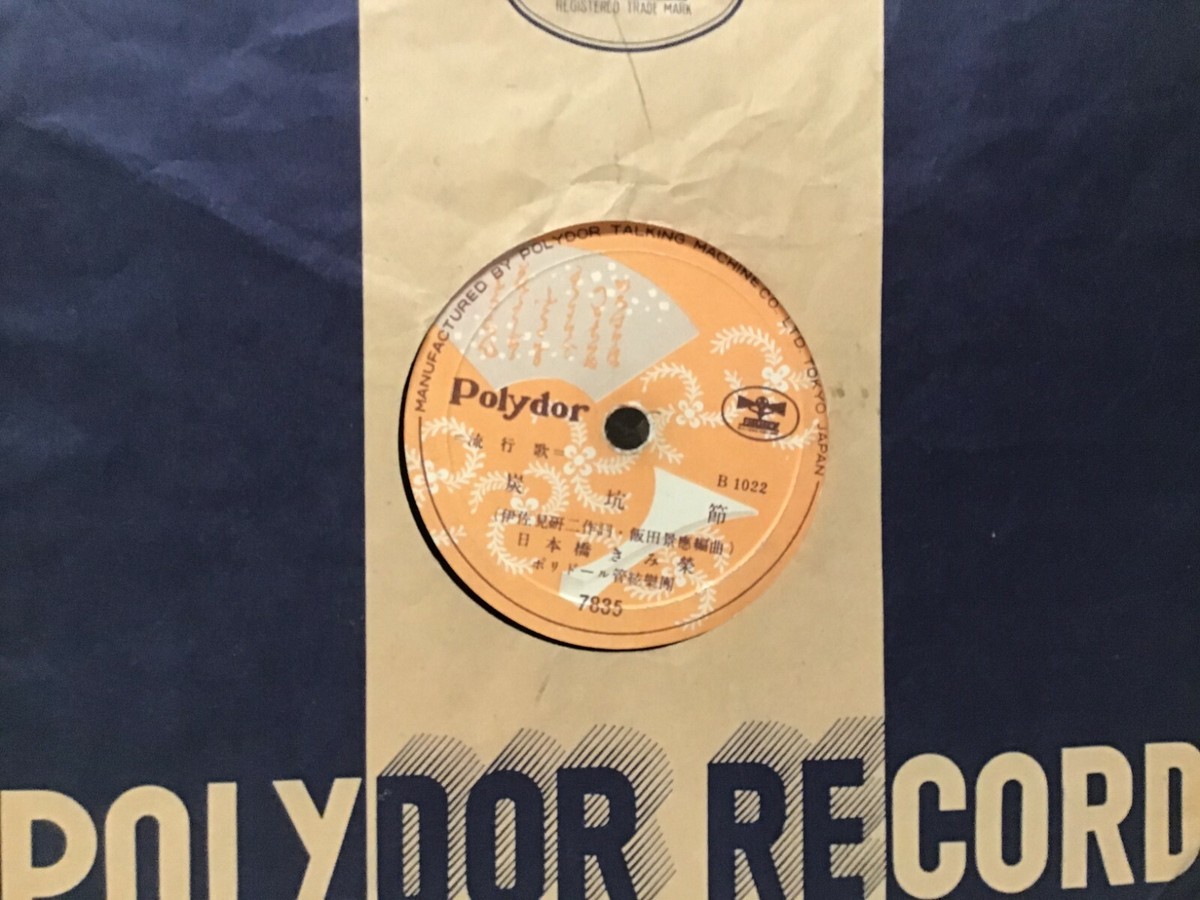 REGISTERED TRADE MARK
MANUFACTURED BY POLYDOR TALKING MACHINE CO. LTD. TOKYO JAPAN
Polydor
=流行歌=
B 1022
炭坑節
(伊佐見研二作詞・飯田景應編曲)
日本橋きみ榮
ポリドール管絃樂團
7835
POLYDOR RECORD